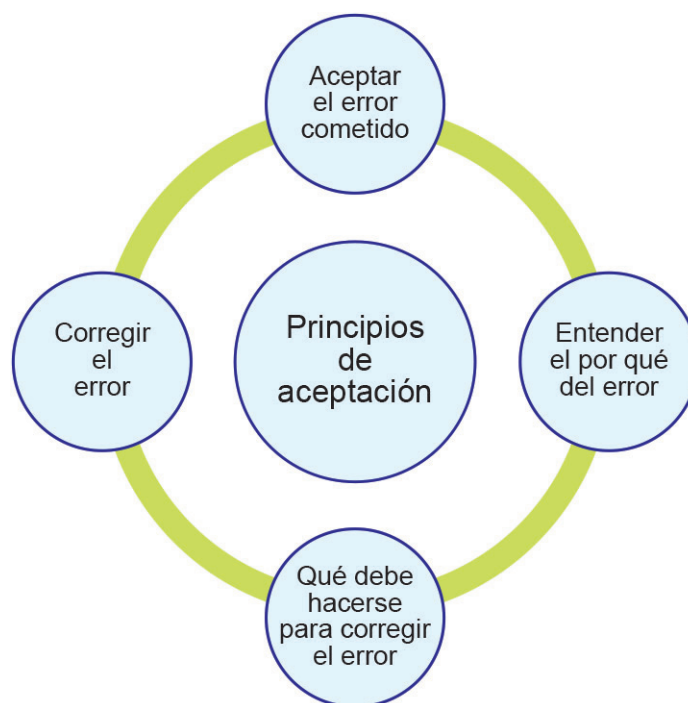 Aceptar
el error
cometido
Corregir
el
error
Principios
de
aceptación
Entender
el por qué
del error
Qué debe
hacerse
para corregir
el error